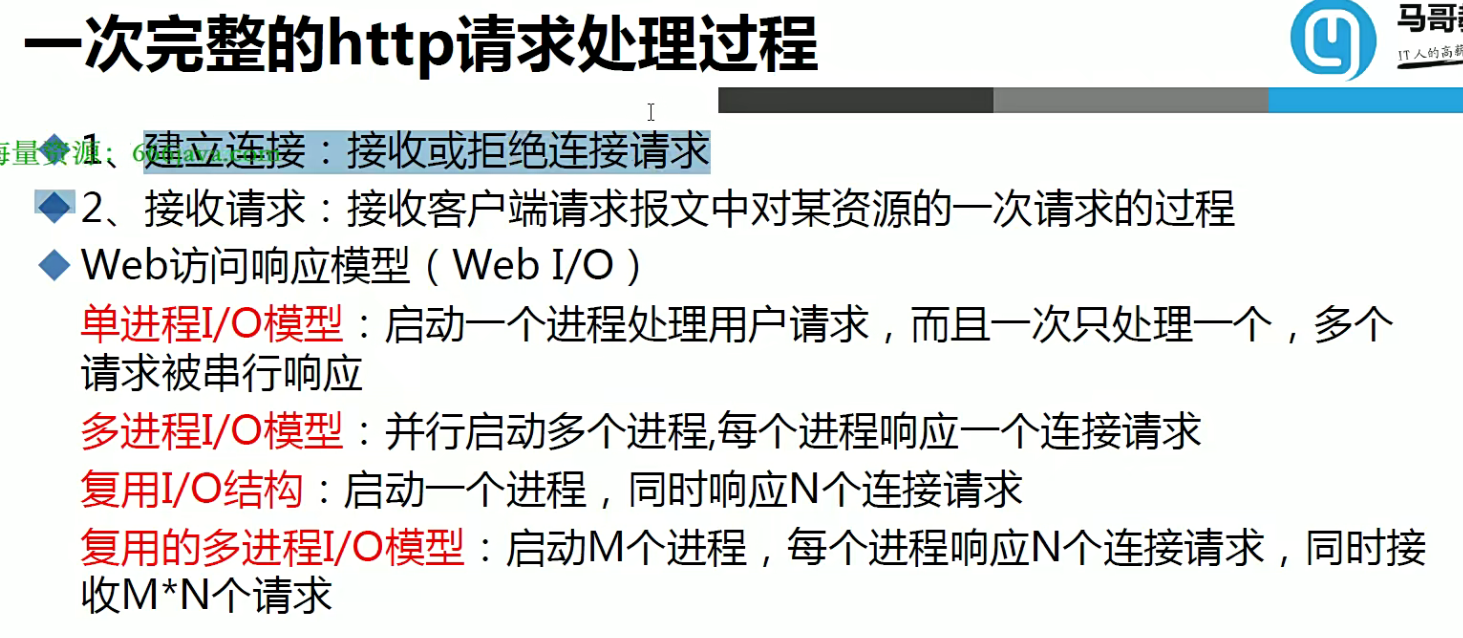 一次完整的http请求处理过程
马哥教
IT人的高薪
1、建立连接：接收或拒绝连接请求
海量资源：666java.com
2、接收请求：接收客户端请求报文中对某资源的一次请求的过程
Web访问响应模型（Web I/O）
单进程I/O模型：启动一个进程处理用户请求，而且一次只处理一个，多个
请求被串行响应
多进程I/O模型：并行启动多个进程,每个进程响应一个连接请求
复用I/O结构：启动一个进程，同时响应N个连接请求
复用的多进程I/O模型：启动M个进程，每个进程响应N个连接请求，同时接
收M*N个请求